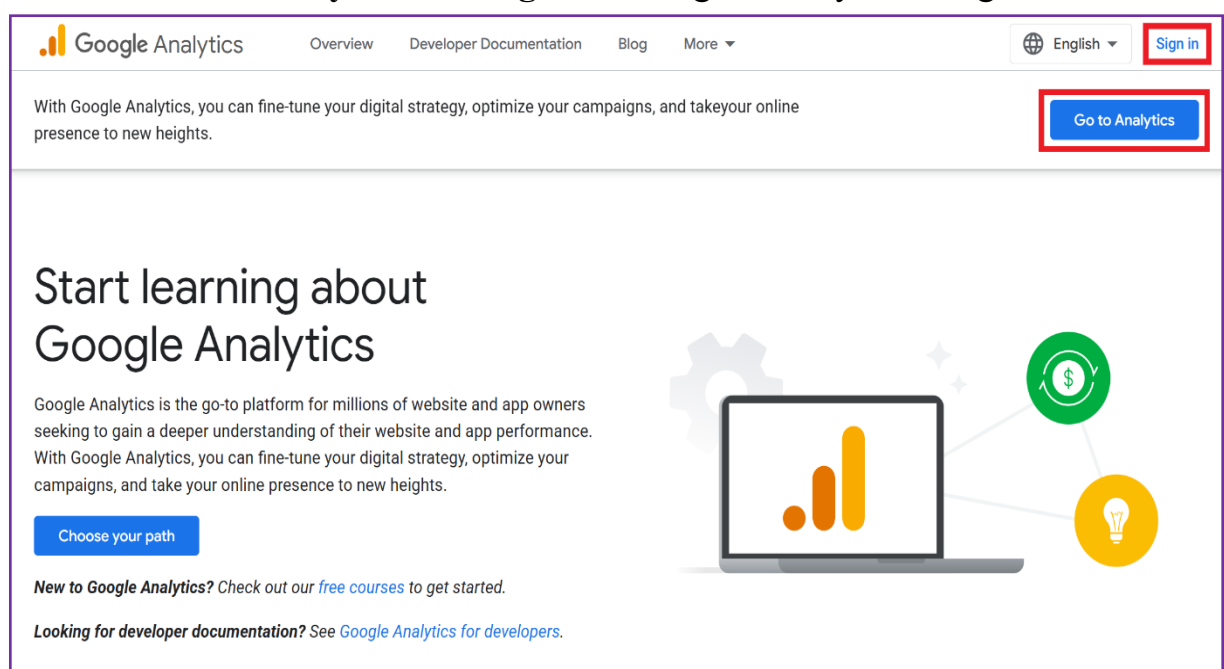 Google Analytics Overview Developer Documentation Blog More English Sign in
With Google Analytics, you can fine-tune your digital strategy, optimize your campaigns, and takeyour online
presence to new heights.
Go to Analytics
Start learning about
Google Analytics
Google Analytics is the go-to platform for millions of website and app owners
seeking to gain a deeper understanding of their website and app performance.
With Google Analytics, you can fine-tune your digital strategy, optimize your
campaigns, and take your online presence to new heights.
$
Choose your path
New to Google Analytics? Check out our free courses to get started.
Looking for developer documentation? See Google Analytics for developers.